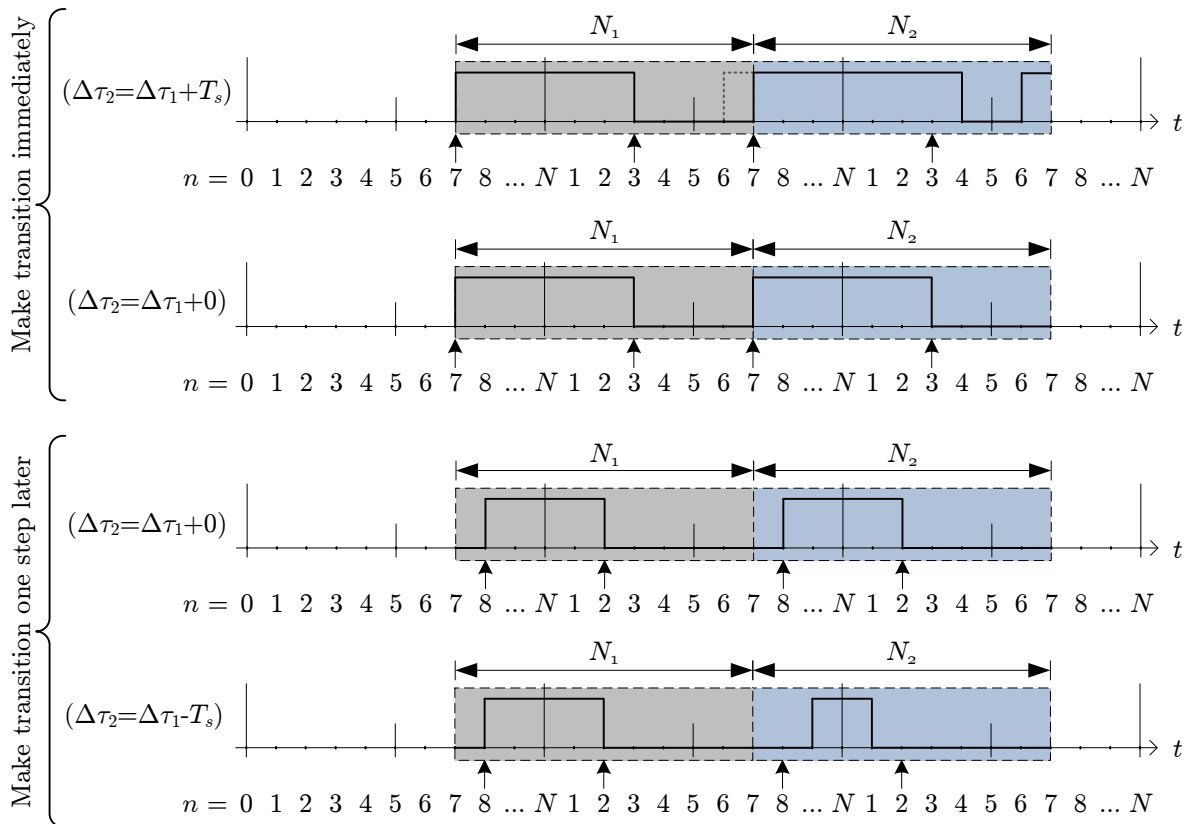 Make transition immediately
N₁ N₂
(Δτ₂=Δτ₁+Tₛ)
t
n = 0 1 2 3 4 5 6 7 8 ... N 1 2 3 4 5 6 7 8 ... N 1 2 3 4 5 6 7 8 ... N
N₁ N₂
(Δτ₂=Δτ₁+0)
t
n = 0 1 2 3 4 5 6 7 8 ... N 1 2 3 4 5 6 7 8 ... N 1 2 3 4 5 6 7 8 ... N
Make transition one step later
N₁ N₂
(Δτ₂=Δτ₁+0)
t
n = 0 1 2 3 4 5 6 7 8 ... N 1 2 3 4 5 6 7 8 ... N 1 2 3 4 5 6 7 8 ... N
N₁ N₂
(Δτ₂=Δτ₁-Tₛ)
t
n = 0 1 2 3 4 5 6 7 8 ... N 1 2 3 4 5 6 7 8 ... N 1 2 3 4 5 6 7 8 ... N